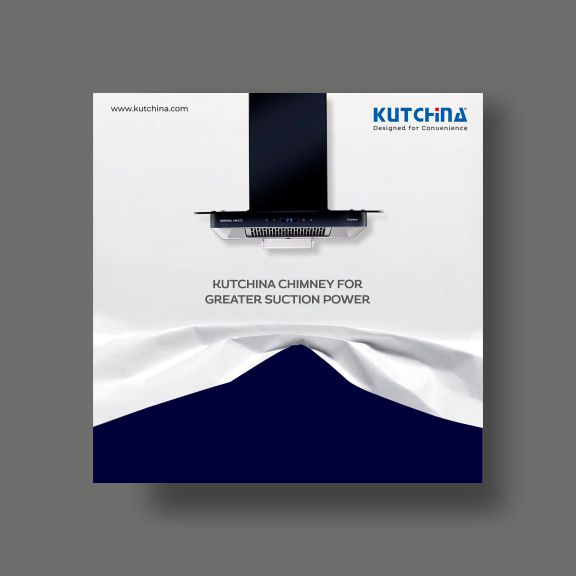 www.kutchina.com
KUTCHINA
Designed for Convenience
KUTCHINA CHIMNEY FOR
GREATER SUCTION POWER